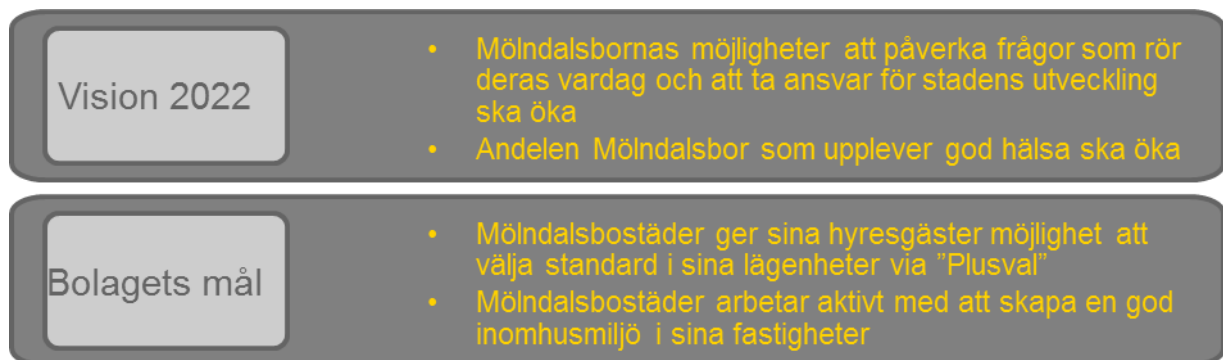 Vision 2022
• Mölndalsbornas möjligheter att påverka frågor som rör
deras vardag och att ta ansvar för stadens utveckling
ska öka
• Andelen Mölndalsbor som upplever god hälsa ska öka
Bolagets mål
• Mölndalsbostäder ger sina hyresgäster möjlighet att
välja standard i sina lägenheter via ”Plusval”
• Mölndalsbostäder arbetar aktivt med att skapa en god
inomhusmiljö i sina fastigheter